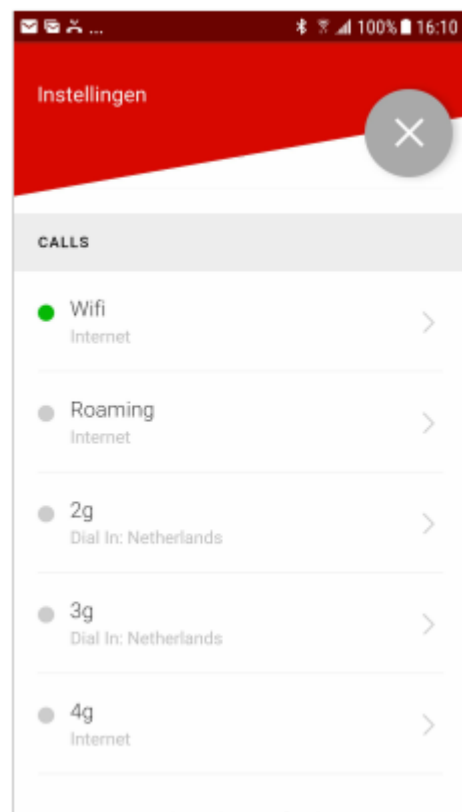 ... 100% 16:10
Instellingen
CALLS
Wifi
Internet
Roaming
Internet
2g
Dial In: Netherlands
3g
Dial In: Netherlands
4g
Internet